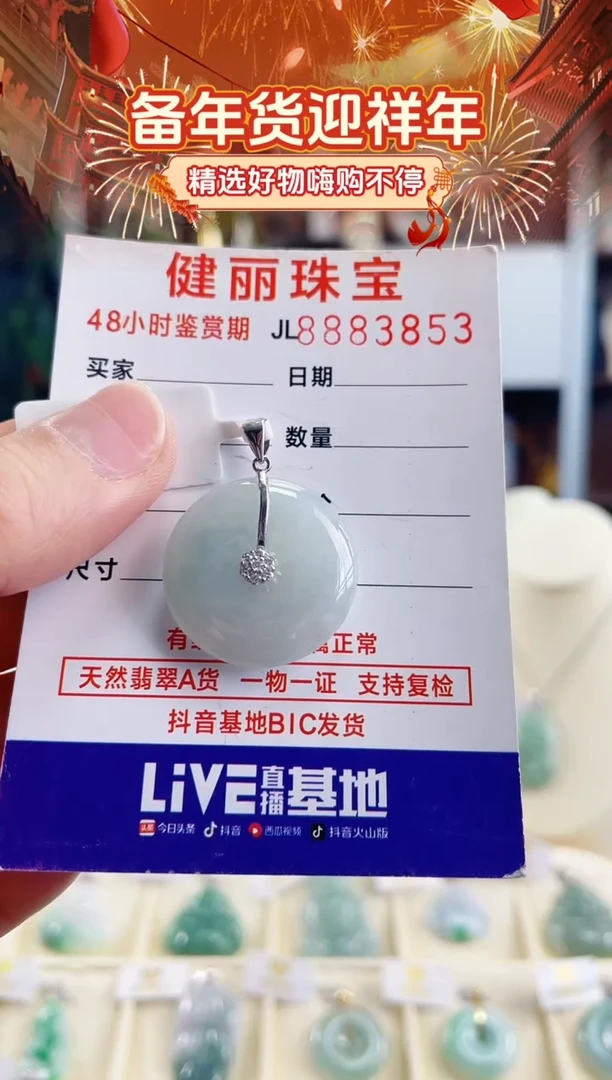 备年货迎祥年
精选好物嗨购不停
健丽珠宝
48小时鉴赏期 JL8883853
买家 日期
数量
尺寸
天然翡翠A货 一物一证 支持复检
抖音基地BIC发货
LiVE直播基地
头条 今日头条 抖音 西瓜视频 抖音火山版